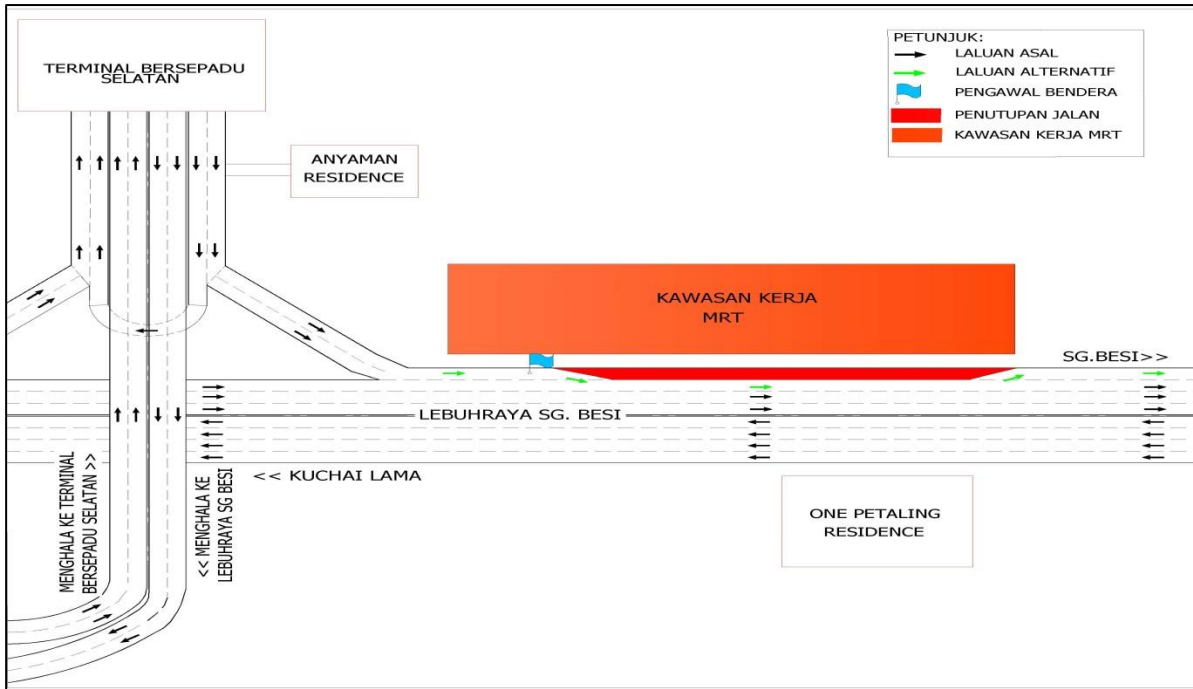 TERMINAL BERSEPADU
SELATAN
PETUNJUK:
LALUAN ASAL
LALUAN ALTERNATIF
PENGAWAL BENDERA
PENUTUPAN JALAN
KAWASAN KERJA MRT
ANYAMAN
RESIDENCE
KAWASAN KERJA
MRT
SG.BESI>>
LEBUHRAYA SG. BESI
<< KUCHAI LAMA
MENGHALA KE TERMINAL
BERSEPADU SELATAN >>
<< MENGHALA KE
LEBUHRAYA SG BESI
ONE PETALING
RESIDENCE